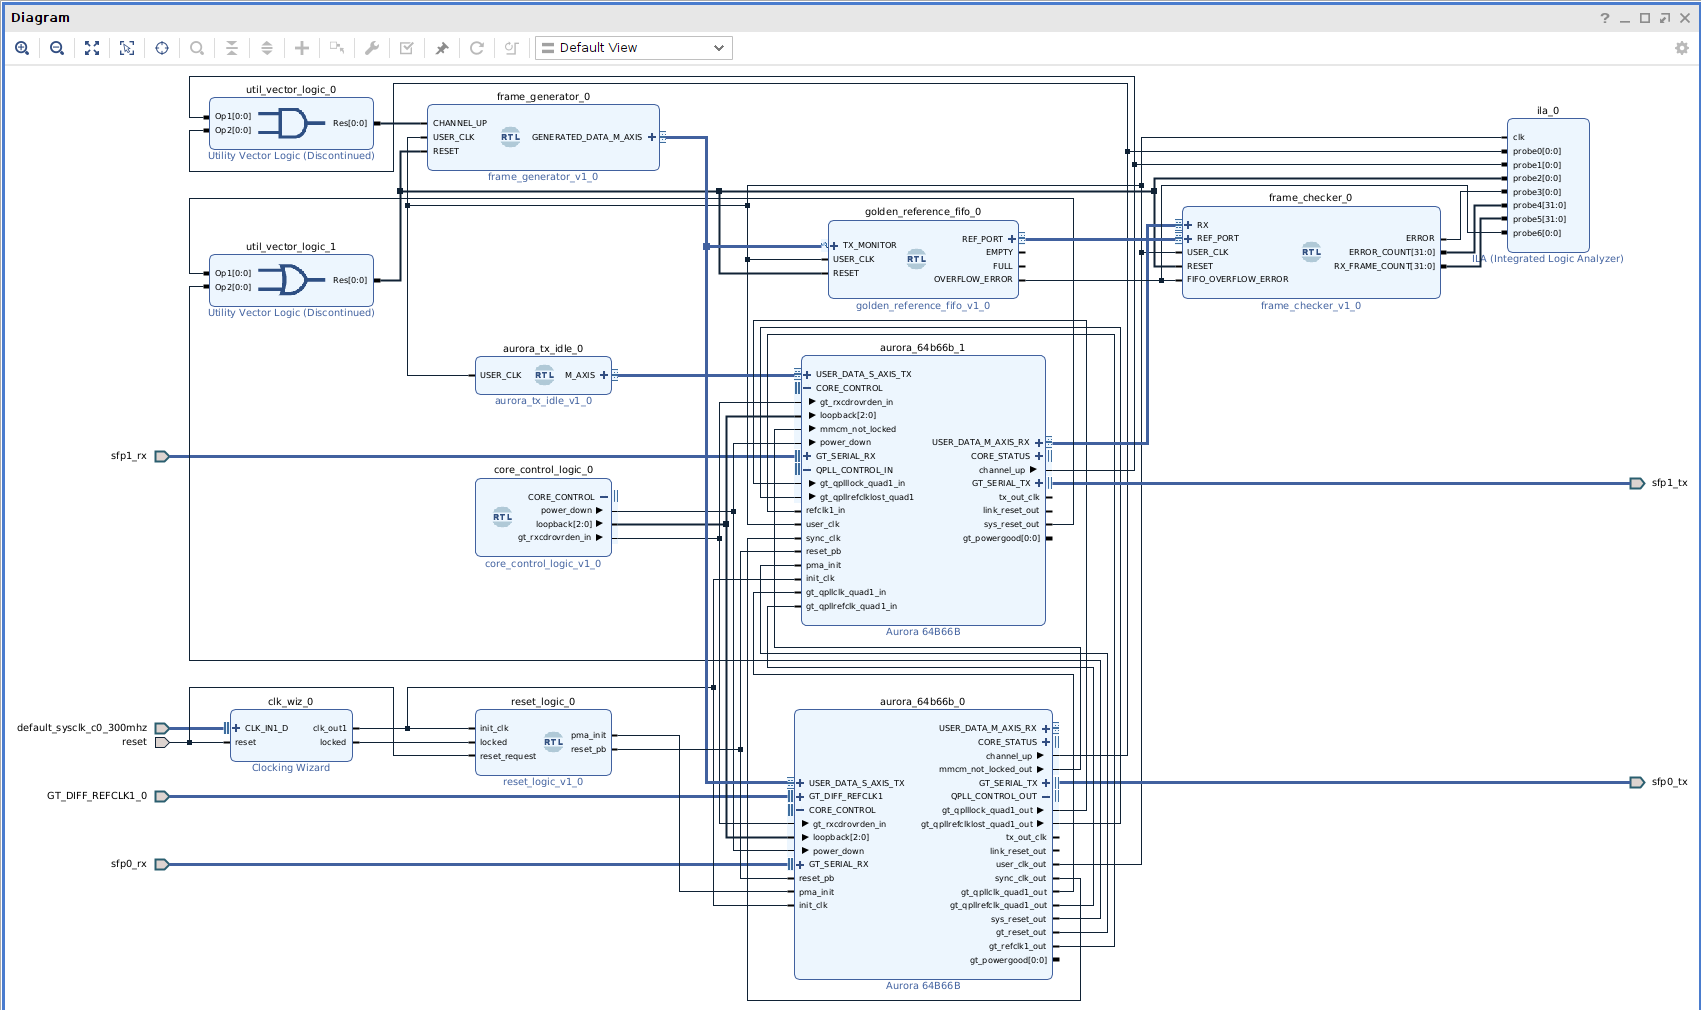 Diagram
Default View
util_vector_logic_0
Op1[0:0]
Op2[0:0]
Res[0:0]
Utility Vector Logic (Discontinued)
frame_generator_0
CHANNEL_UP
USER_CLK
RESET
RTL
GENERATED_DATA_M_AXIS
frame_generator_v1_0
ila_0
clk
probe0[0:0]
probe1[0:0]
probe2[0:0]
probe3[0:0]
probe4[31:0]
probe5[31:0]
probe6[0:0]
ILA (Integrated Logic Analyzer)
util_vector_logic_1
Op1[0:0]
Op2[0:0]
Res[0:0]
Utility Vector Logic (Discontinued)
golden_reference_fifo_0
TX_MONITOR
USER_CLK
RESET
RTL
REF_PORT
EMPTY
FULL
OVERFLOW_ERROR
golden_reference_fifo_v1_0
frame_checker_0
RX
REF_PORT
USER_CLK
RESET
FIFO_OVERFLOW_ERROR
RTL
ERROR
ERROR_COUNT[31:0]
RX_FRAME_COUNT[31:0]
frame_checker_v1_0
aurora_tx_idle_0
USER_CLK
RTL
M_AXIS
aurora_tx_idle_v1_0
aurora_64b66b_1
USER_DATA_S_AXIS_TX
CORE_CONTROL
gt_rxcdrovrden_in
loopback[2:0]
mmcm_not_locked
power_down
GT_SERIAL_RX
QPLL_CONTROL_IN
gt_qplllock_quad1_in
gt_qpllrefclklost_quad1
refclk1_in
user_clk
sync_clk
reset_pb
pma_init
init_clk
gt_qpllclk_quad1_in
gt_qpllrefclk_quad1_in
USER_DATA_M_AXIS_RX
CORE_STATUS
channel_up
GT_SERIAL_TX
tx_out_clk
link_reset_out
sys_reset_out
gt_powergood[0:0]
Aurora 64B66B
sfp1_rx
sfp1_tx
core_control_logic_0
RTL
CORE_CONTROL
power_down
loopback[2:0]
gt_rxcdrovrden_in
core_control_logic_v1_0
default_sysclk_c0_300mhz
reset
clk_wiz_0
CLK_IN1_D
reset
clk_out1
locked
Clocking Wizard
reset_logic_0
init_clk
locked
reset_request
RTL
pma_init
reset_pb
reset_logic_v1_0
GT_DIFF_REFCLK1_0
sfp0_rx
aurora_64b66b_0
USER_DATA_S_AXIS_TX
GT_DIFF_REFCLK1
CORE_CONTROL
gt_rxcdrovrden_in
loopback[2:0]
power_down
GT_SERIAL_RX
reset_pb
pma_init
init_clk
USER_DATA_M_AXIS_RX
CORE_STATUS
channel_up
mmcm_not_locked_out
GT_SERIAL_TX
QPLL_CONTROL_OUT
gt_qplllock_quad1_out
gt_qpllrefclklost_quad1_out
tx_out_clk
link_reset_out
user_clk_out
sync_clk_out
gt_qpllclk_quad1_out
gt_qpllrefclk_quad1_out
sys_reset_out
gt_reset_out
gt_refclk1_out
gt_powergood[0:0]
Aurora 64B66B
sfp0_tx